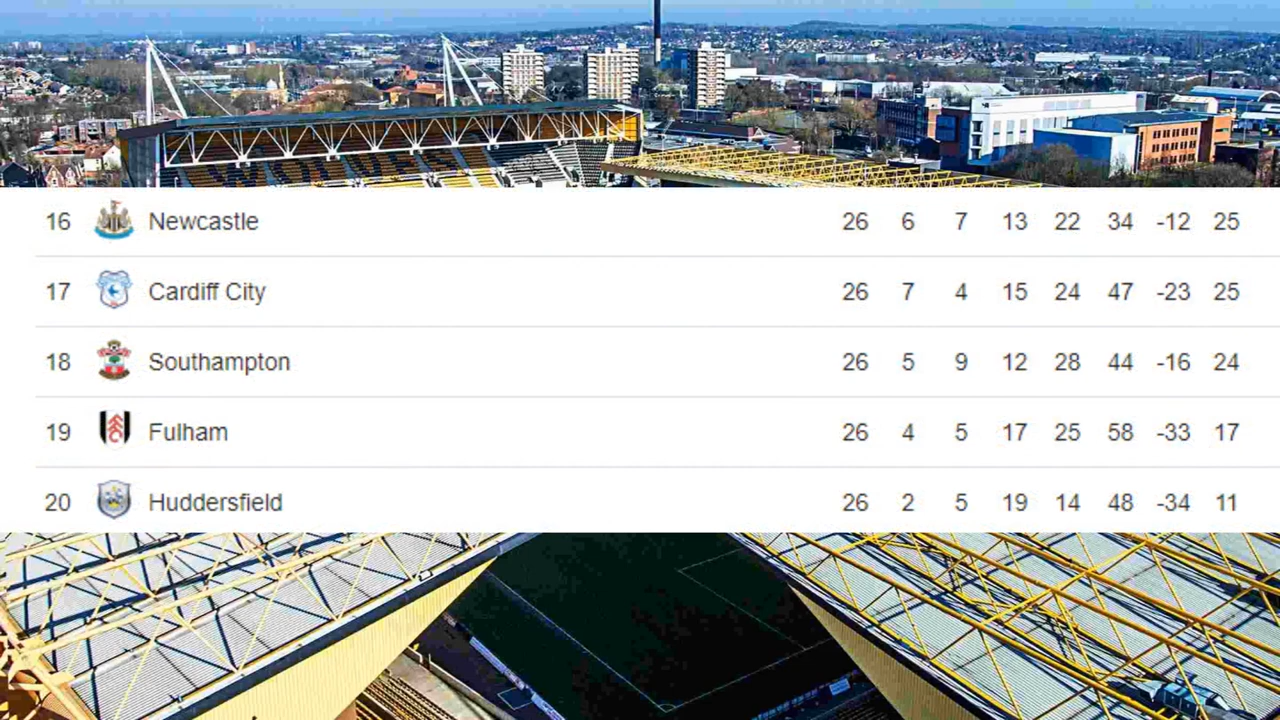 16 Newcastle 26 6 7 13 22 34 -12 25
17 Cardiff City 26 7 4 15 24 47 -23 25
18 Southampton 26 5 9 12 28 44 -16 24
19 Fulham 26 4 5 17 25 58 -33 17
20 Huddersfield 26 2 5 19 14 48 -34 11